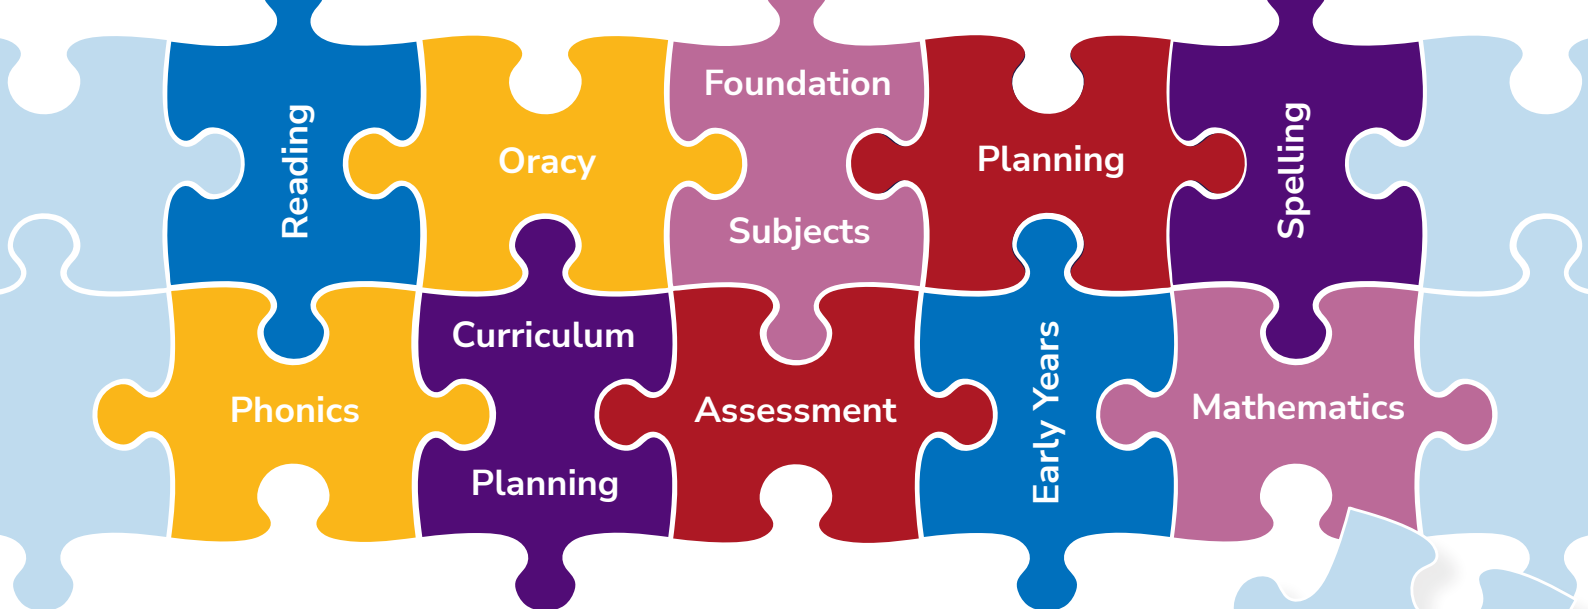 Reading
Oracy
Foundation
Subjects
Planning
Spelling
Phonics
Curriculum
Planning
Assessment
Early Years
Mathematics